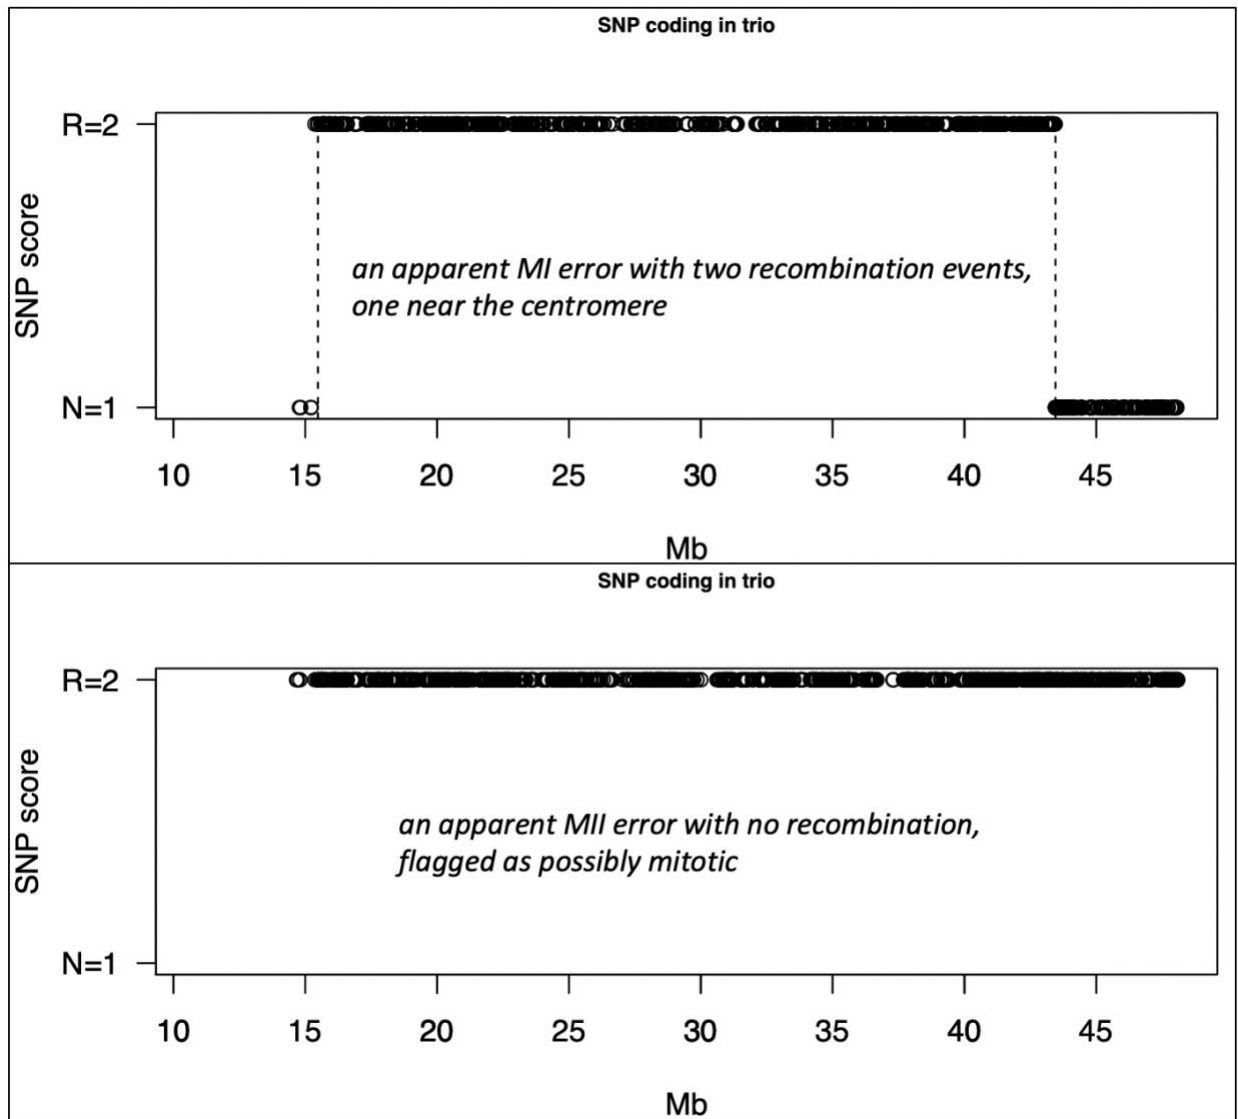 SNP coding in trio
R=2
SNP score
an apparent MI error with two recombination events,
one near the centromere
N=1
10 15 20 25 30 35 40 45
Mb
SNP coding in trio
R=2
SNP score
an apparent MII error with no recombination,
flagged as possibly mitotic
N=1
10 15 20 25 30 35 40 45
Mb